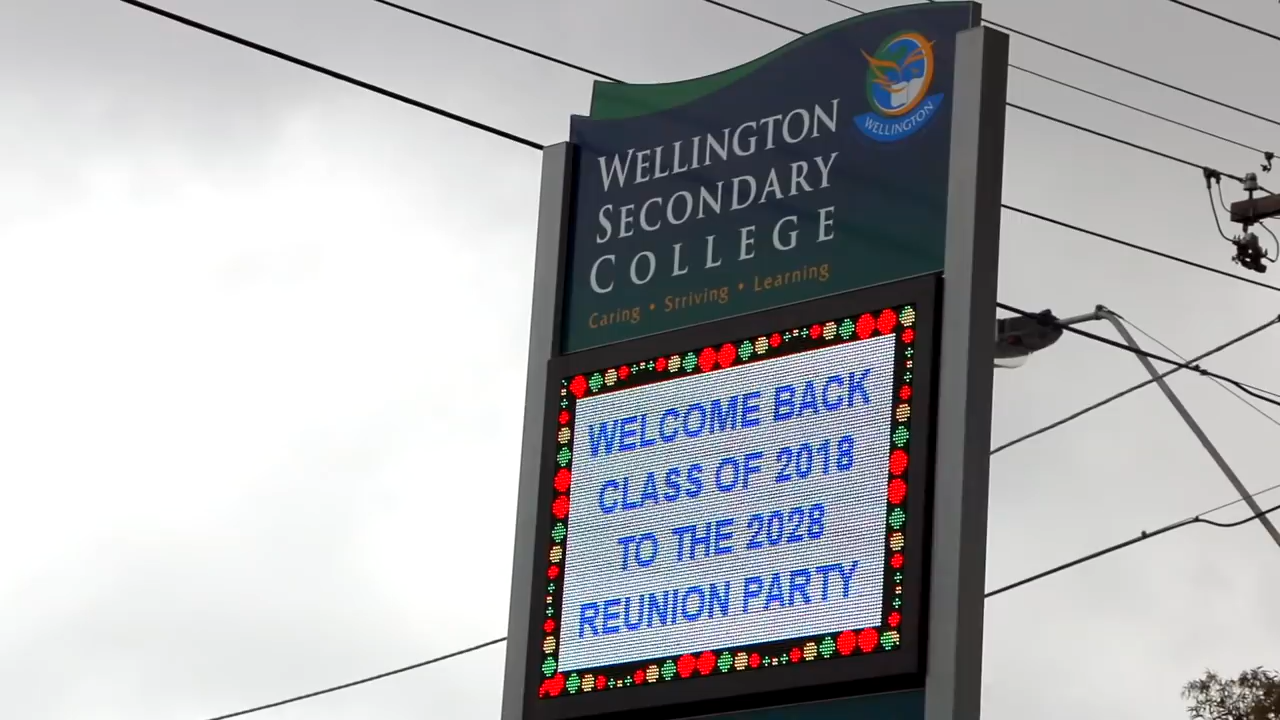 WELLINGTON
WELLINGTON
SECONDARY
COLLEGE
Caring • Striving • Learning
WELCOME BACK
CLASS OF 2018
TO THE 2028
REUNION PARTY